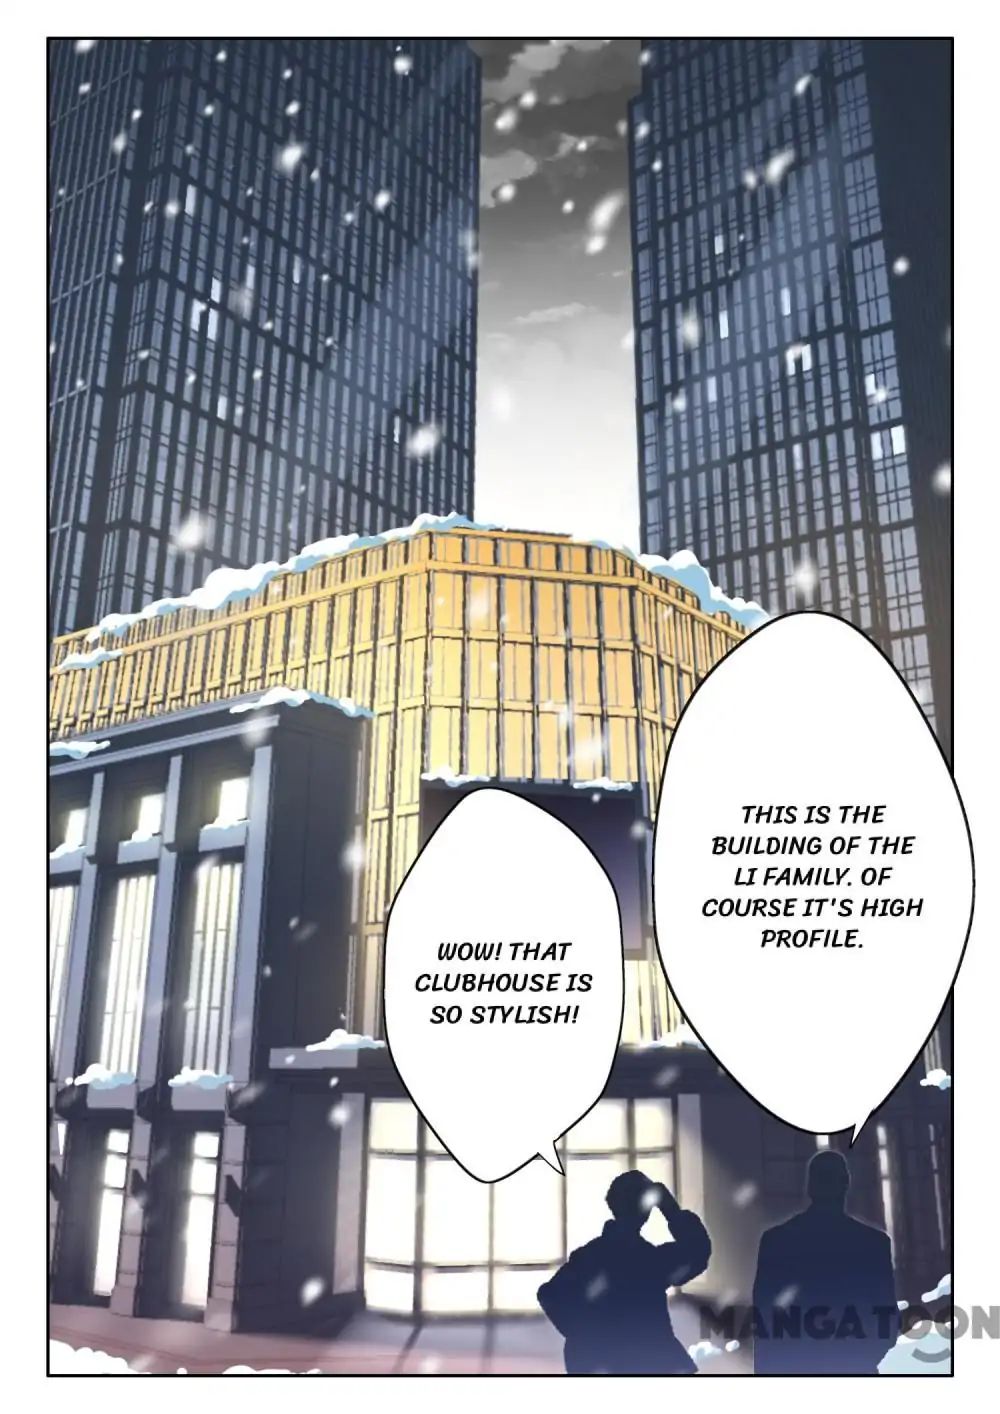 WOW! THAT
CLUBHOUSE IS
SO STYLISH!
THIS IS THE
BUILDING OF THE
LI FAMILY. OF
COURSE IT'S HIGH
PROFILE.
MANGATOON